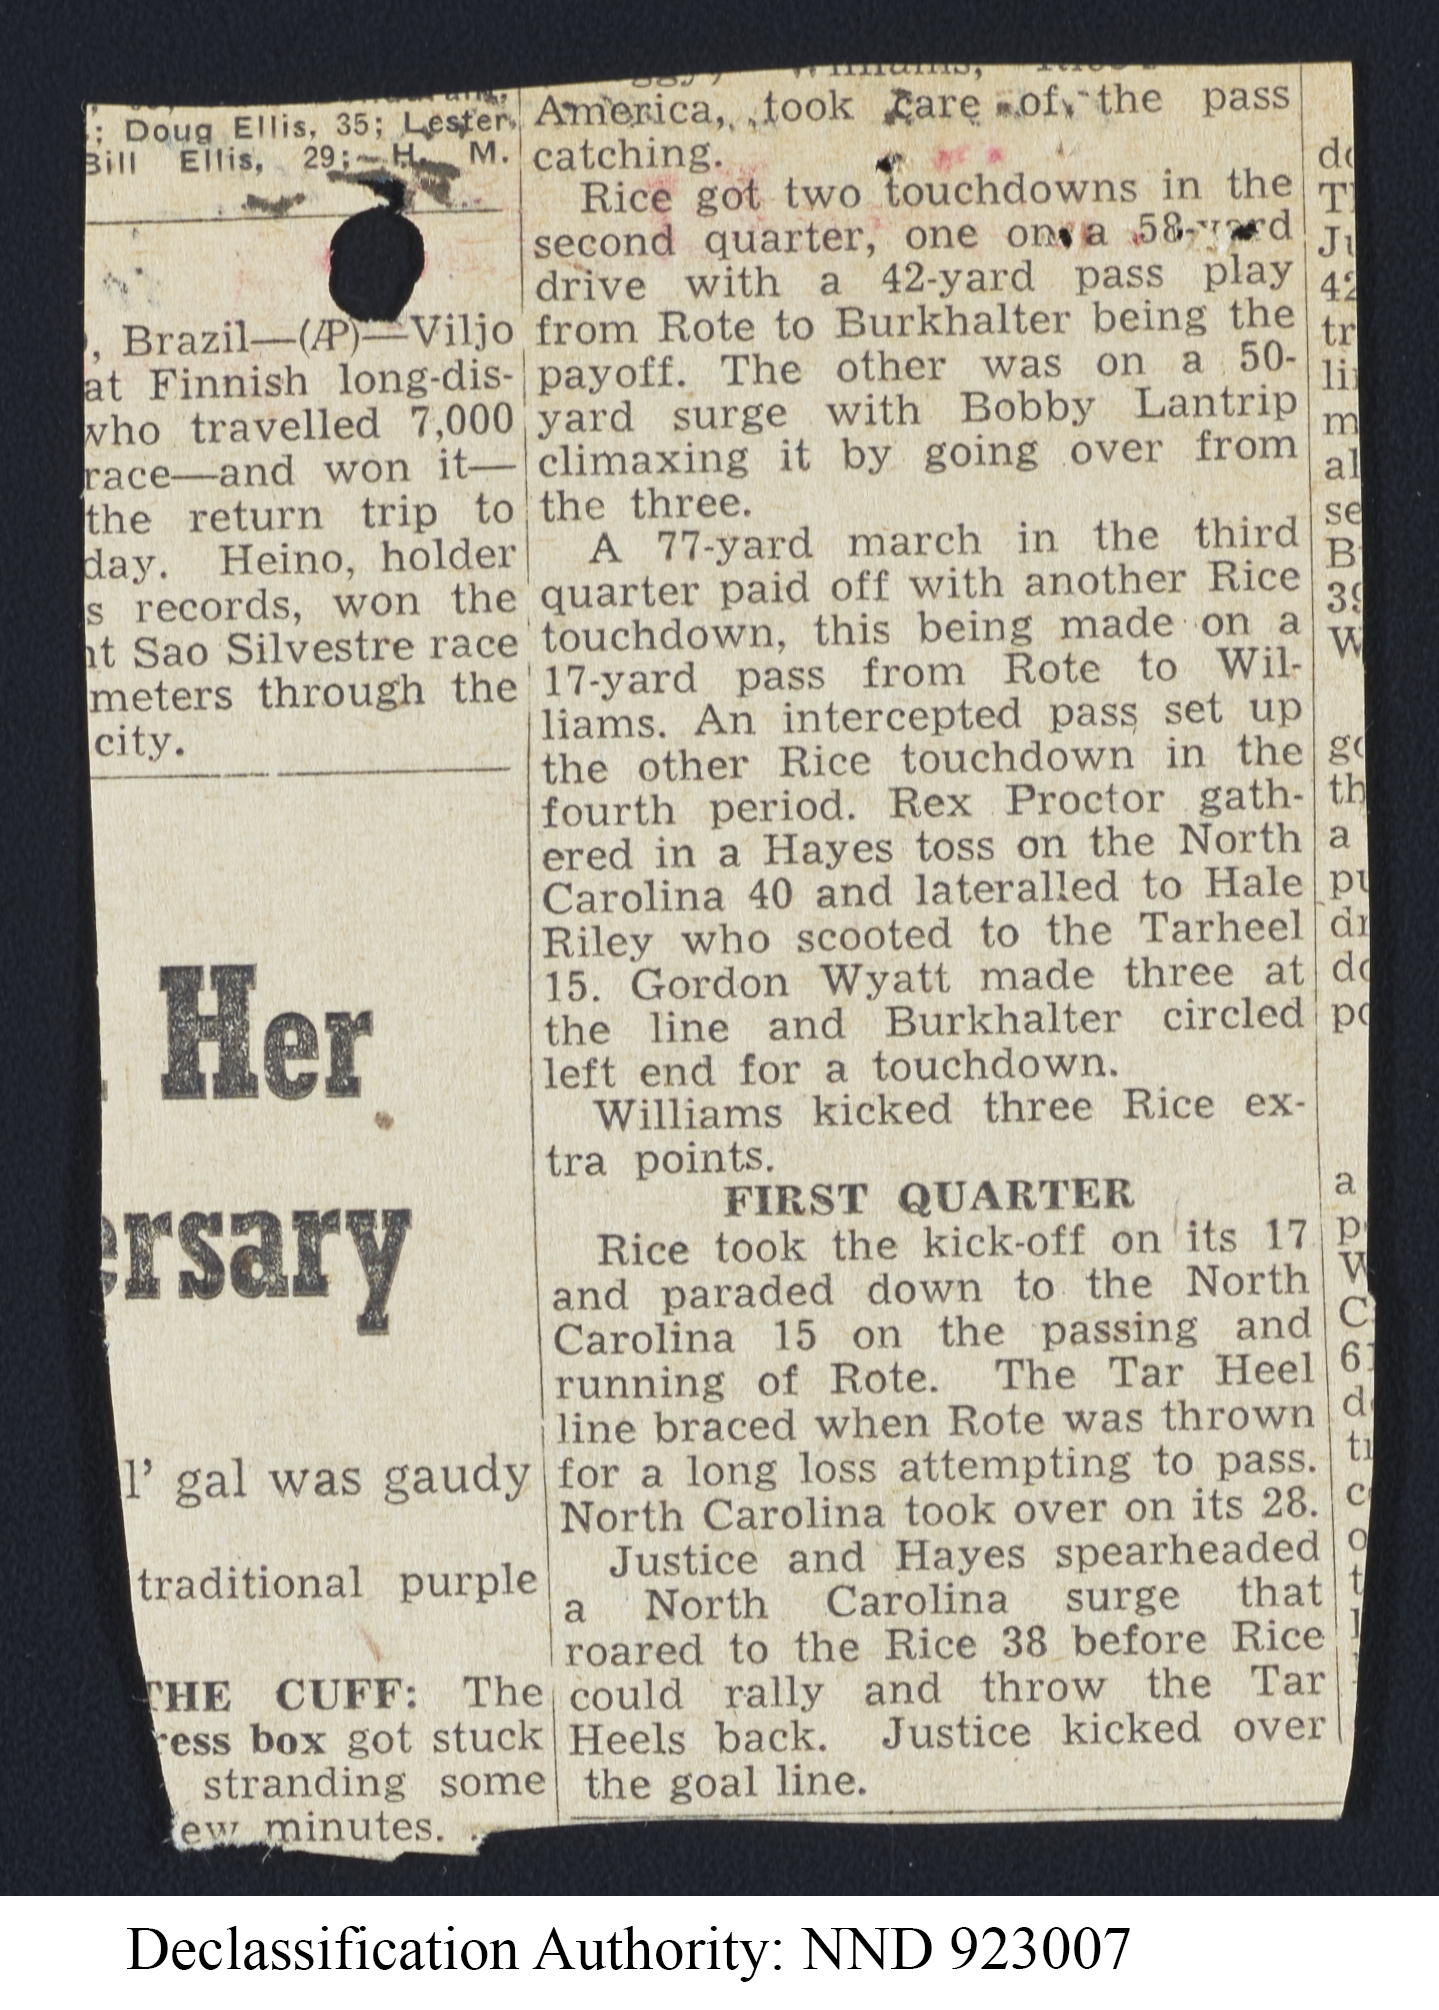 ; Doug Ellis, 35; Lester
Bill Ellis, 29; H. M.
, Brazil—(AP)—Viljo
at Finnish long-dis-
who travelled 7,000
race—and won it—
the return trip to
day. Heino, holder
s records, won the
nt Sao Silvestre race
meters through the
city.
Her
ersary
l' gal was gaudy
traditional purple
THE CUFF: The
ress box got stuck
stranding some
ew minutes.
America, took care of the pass
catching.
Rice got two touchdowns in the
second quarter, one on a 58-yard
drive with a 42-yard pass play
from Rote to Burkhalter being the
payoff. The other was on a 50-
yard surge with Bobby Lantrip
climaxing it by going over from
the three.
A 77-yard march in the third
quarter paid off with another Rice
touchdown, this being made on a
17-yard pass from Rote to Wil-
liams. An intercepted pass set up
the other Rice touchdown in the
fourth period. Rex Proctor gath-
ered in a Hayes toss on the North
Carolina 40 and lateralled to Hale
Riley who scooted to the Tarheel
15. Gordon Wyatt made three at
the line and Burkhalter circled
left end for a touchdown.
Williams kicked three Rice ex-
tra points.
FIRST QUARTER
Rice took the kick-off on its 17
and paraded down to the North
Carolina 15 on the passing and
running of Rote. The Tar Heel
line braced when Rote was thrown
for a long loss attempting to pass.
North Carolina took over on its 28.
Justice and Hayes spearheaded
a North Carolina surge that
roared to the Rice 38 before Rice
could rally and throw the Tar
Heels back. Justice kicked over
the goal line.
Declassification Authority: NND 923007